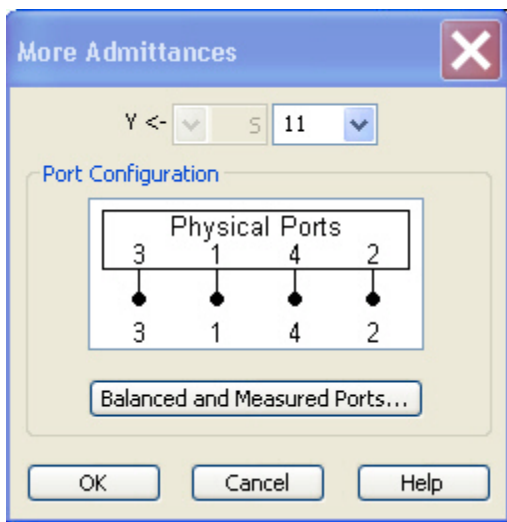 More Admittances
Y <- S 11
Port Configuration
Physical Ports
3 1 4 2
3 1 4 2
Balanced and Measured Ports...
OK Cancel Help